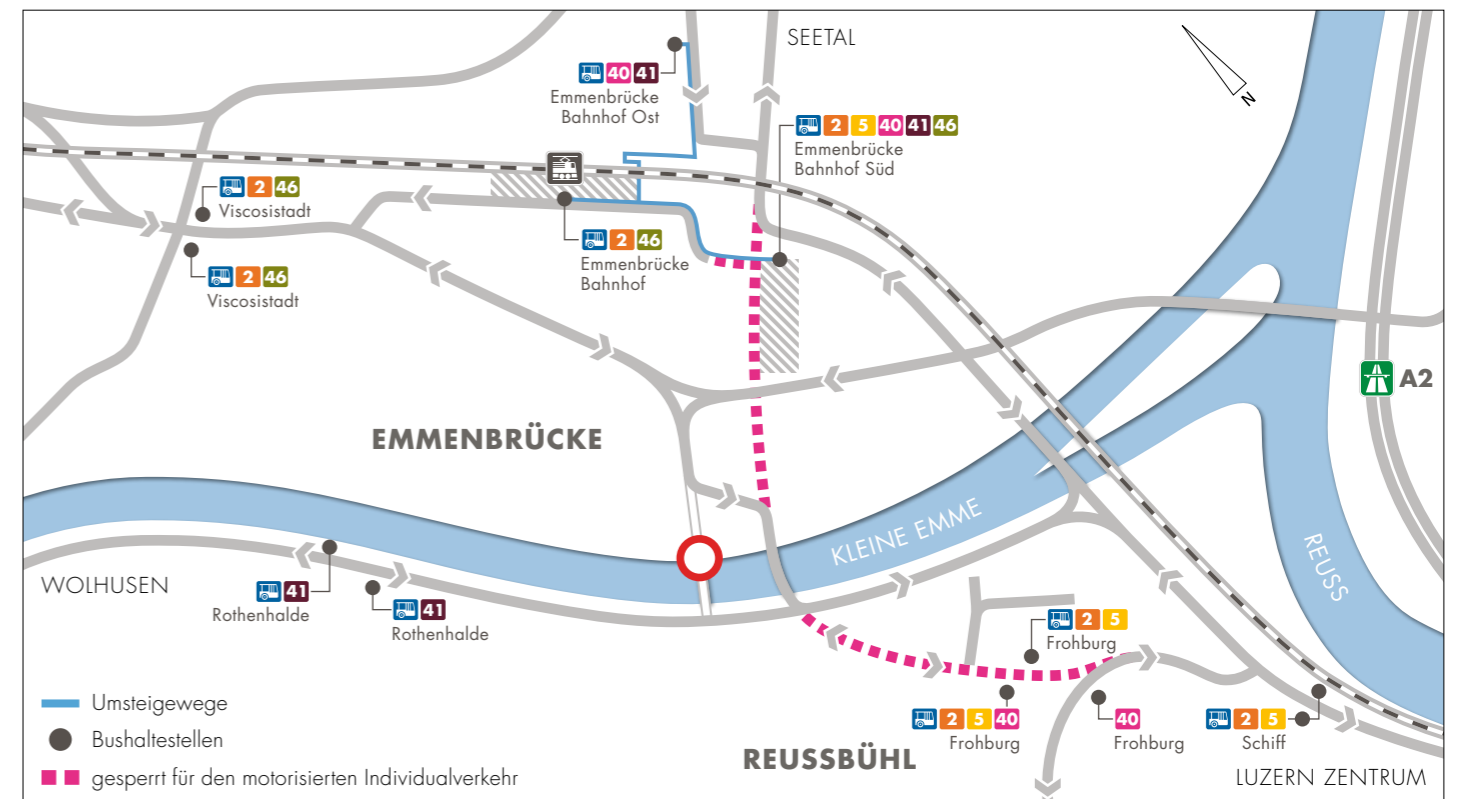 SEETAL
40 41
Emmenbrücke
Bahnhof Ost
N
2 5 40 41 46
Emmenbrücke
Bahnhof Süd
2 46
Viscosistadt
2 46
Emmenbrücke
Bahnhof
2 46
Viscosistadt
A2
EMMENBRÜCKE
KLEINE EMME
REUSS
WOLHUSEN
41
Rothenhalde
41
Rothenhalde
2 5
Frohburg
2 5 40
Frohburg
40
Frohburg
2 5
Schiff
REUSSBÜHL
LUZERN ZENTRUM
Umsteigewege
Bushaltestellen
gesperrt für den motorisierten Individualverkehr